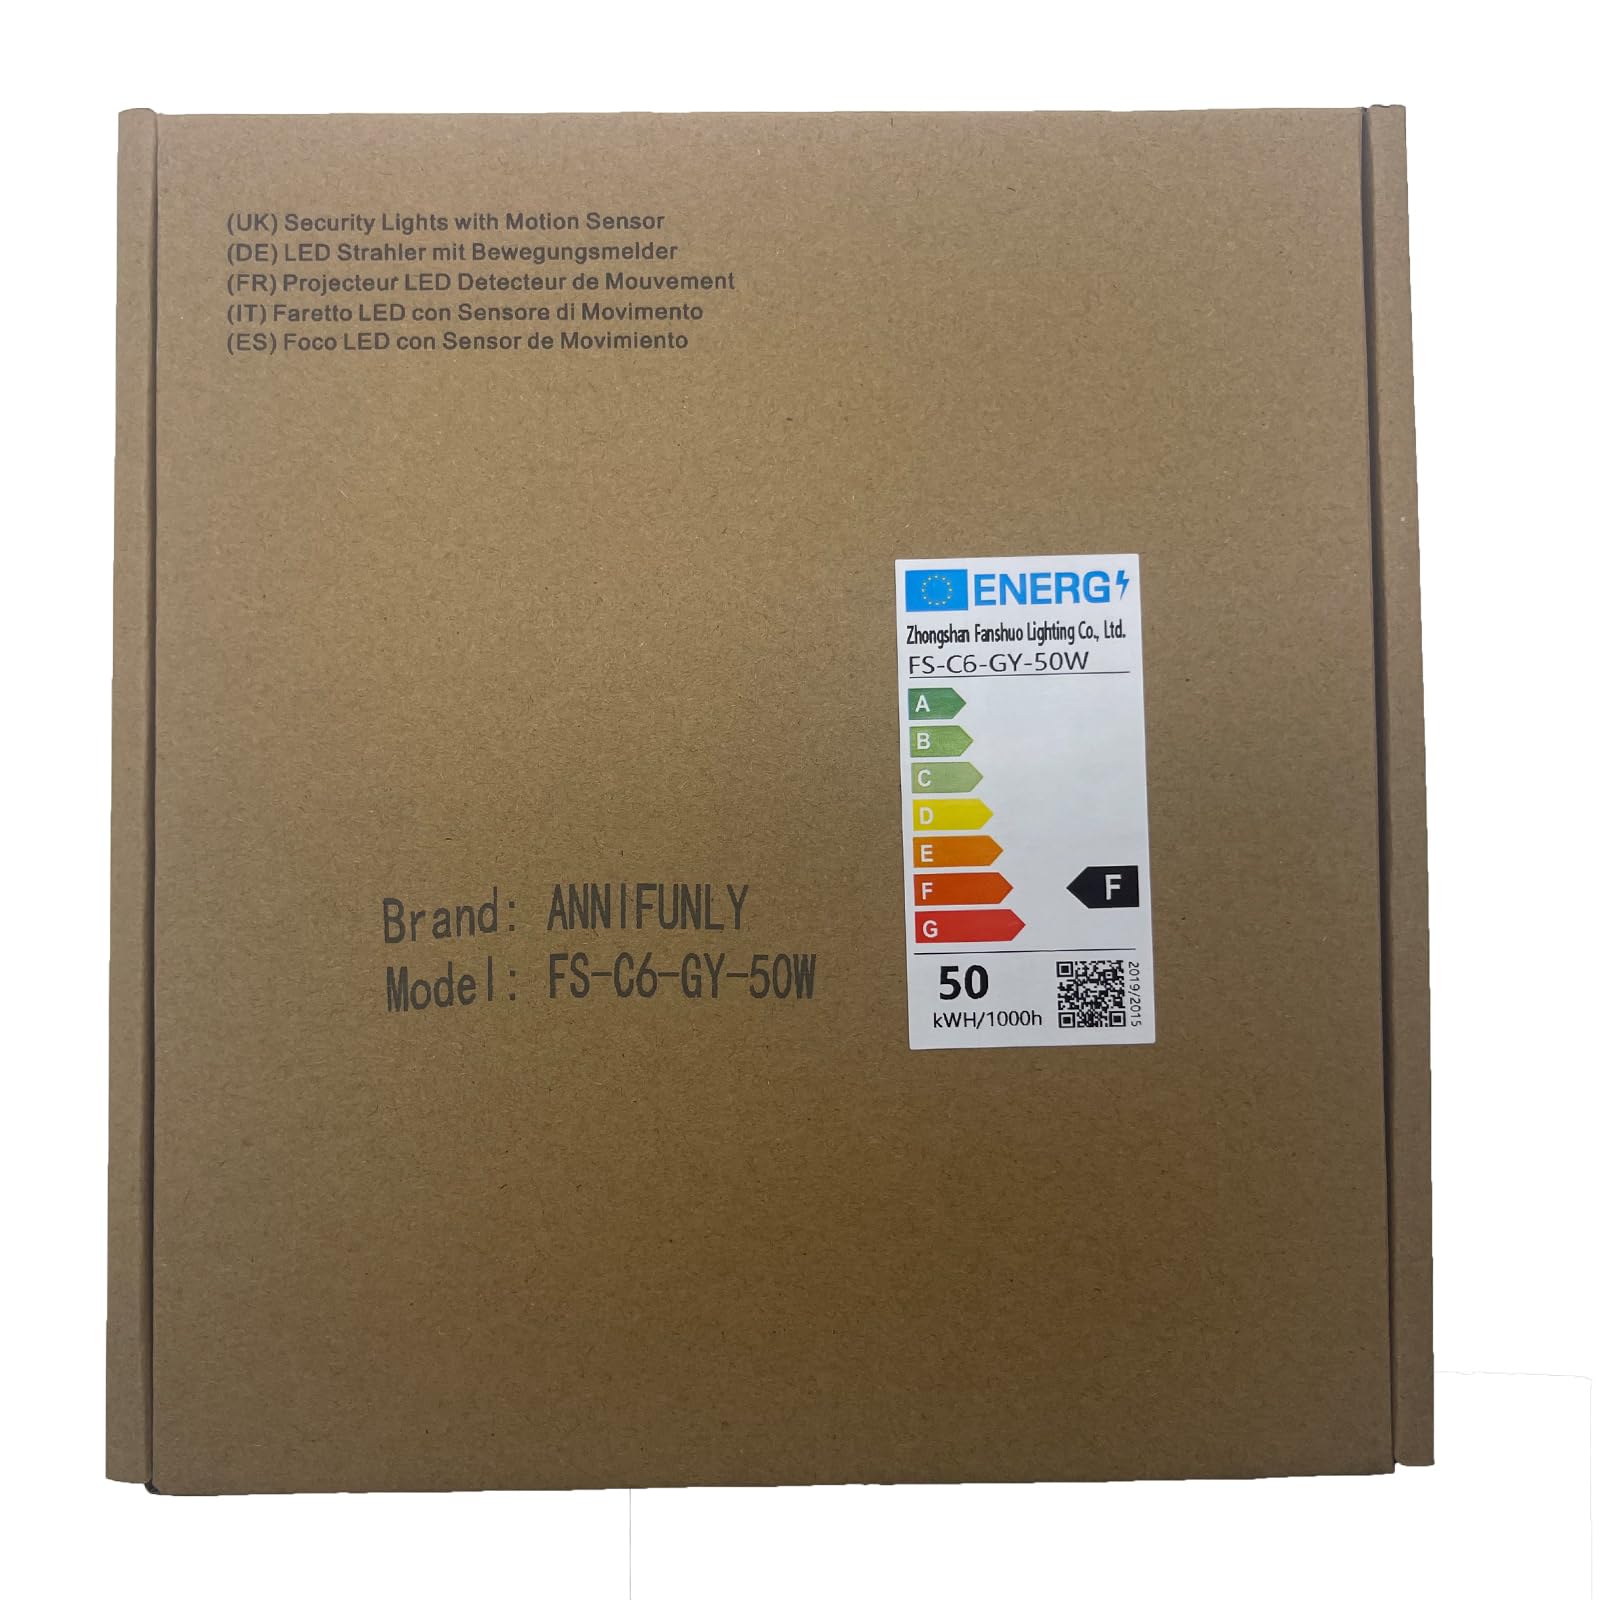 (UK) Security Lights with Motion Sensor
(DE) LED Strahler mit Bewegungsmelder
(FR) Projecteur LED Detecteur de Mouvement
(IT) Faretto LED con Sensore di Movimento
(ES) Foco LED con Sensor de Movimiento
ENERG
Zhongshan Fanshuo Lighting Co., Ltd.
FS-C6-GY-50W
A
B
C
D
E
F
F
G
50
kWH/1000h
2019/2015
Brand: ANNIFUNLY
Model: FS-C6-GY-50W